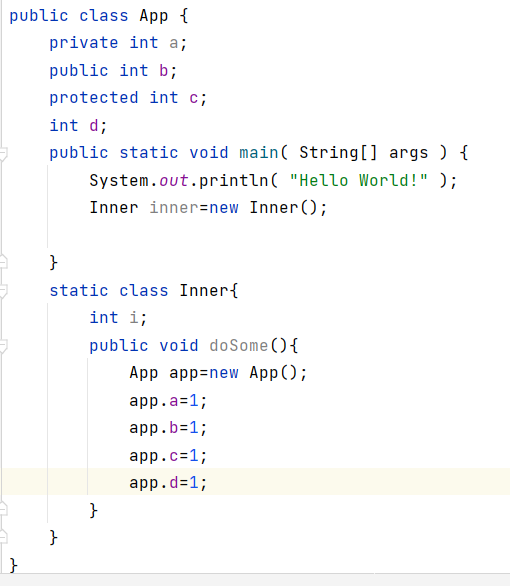 public class App {
    private int a;
    public int b;
    protected int c;
    int d;
    public static void main( String[] args ) {
        System.out.println( "Hello World!" );
        Inner inner=new Inner();
    }
    static class Inner{
        int i;
        public void doSome(){
            App app=new App();
            app.a=1;
            app.b=1;
            app.c=1;
            app.d=1;
        }
    }
}